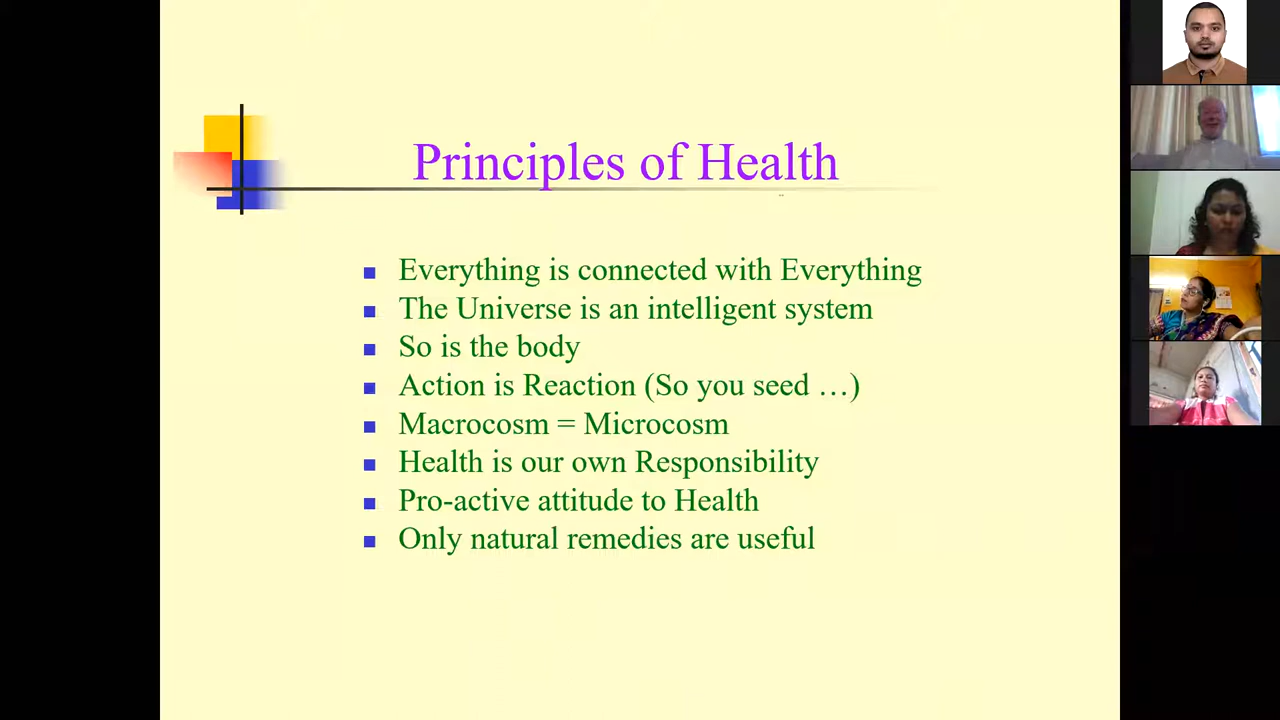 Principles of Health
Everything is connected with Everything
The Universe is an intelligent system
So is the body
Action is Reaction (So you seed …)
Macrocosm = Microcosm
Health is our own Responsibility
Pro-active attitude to Health
Only natural remedies are useful